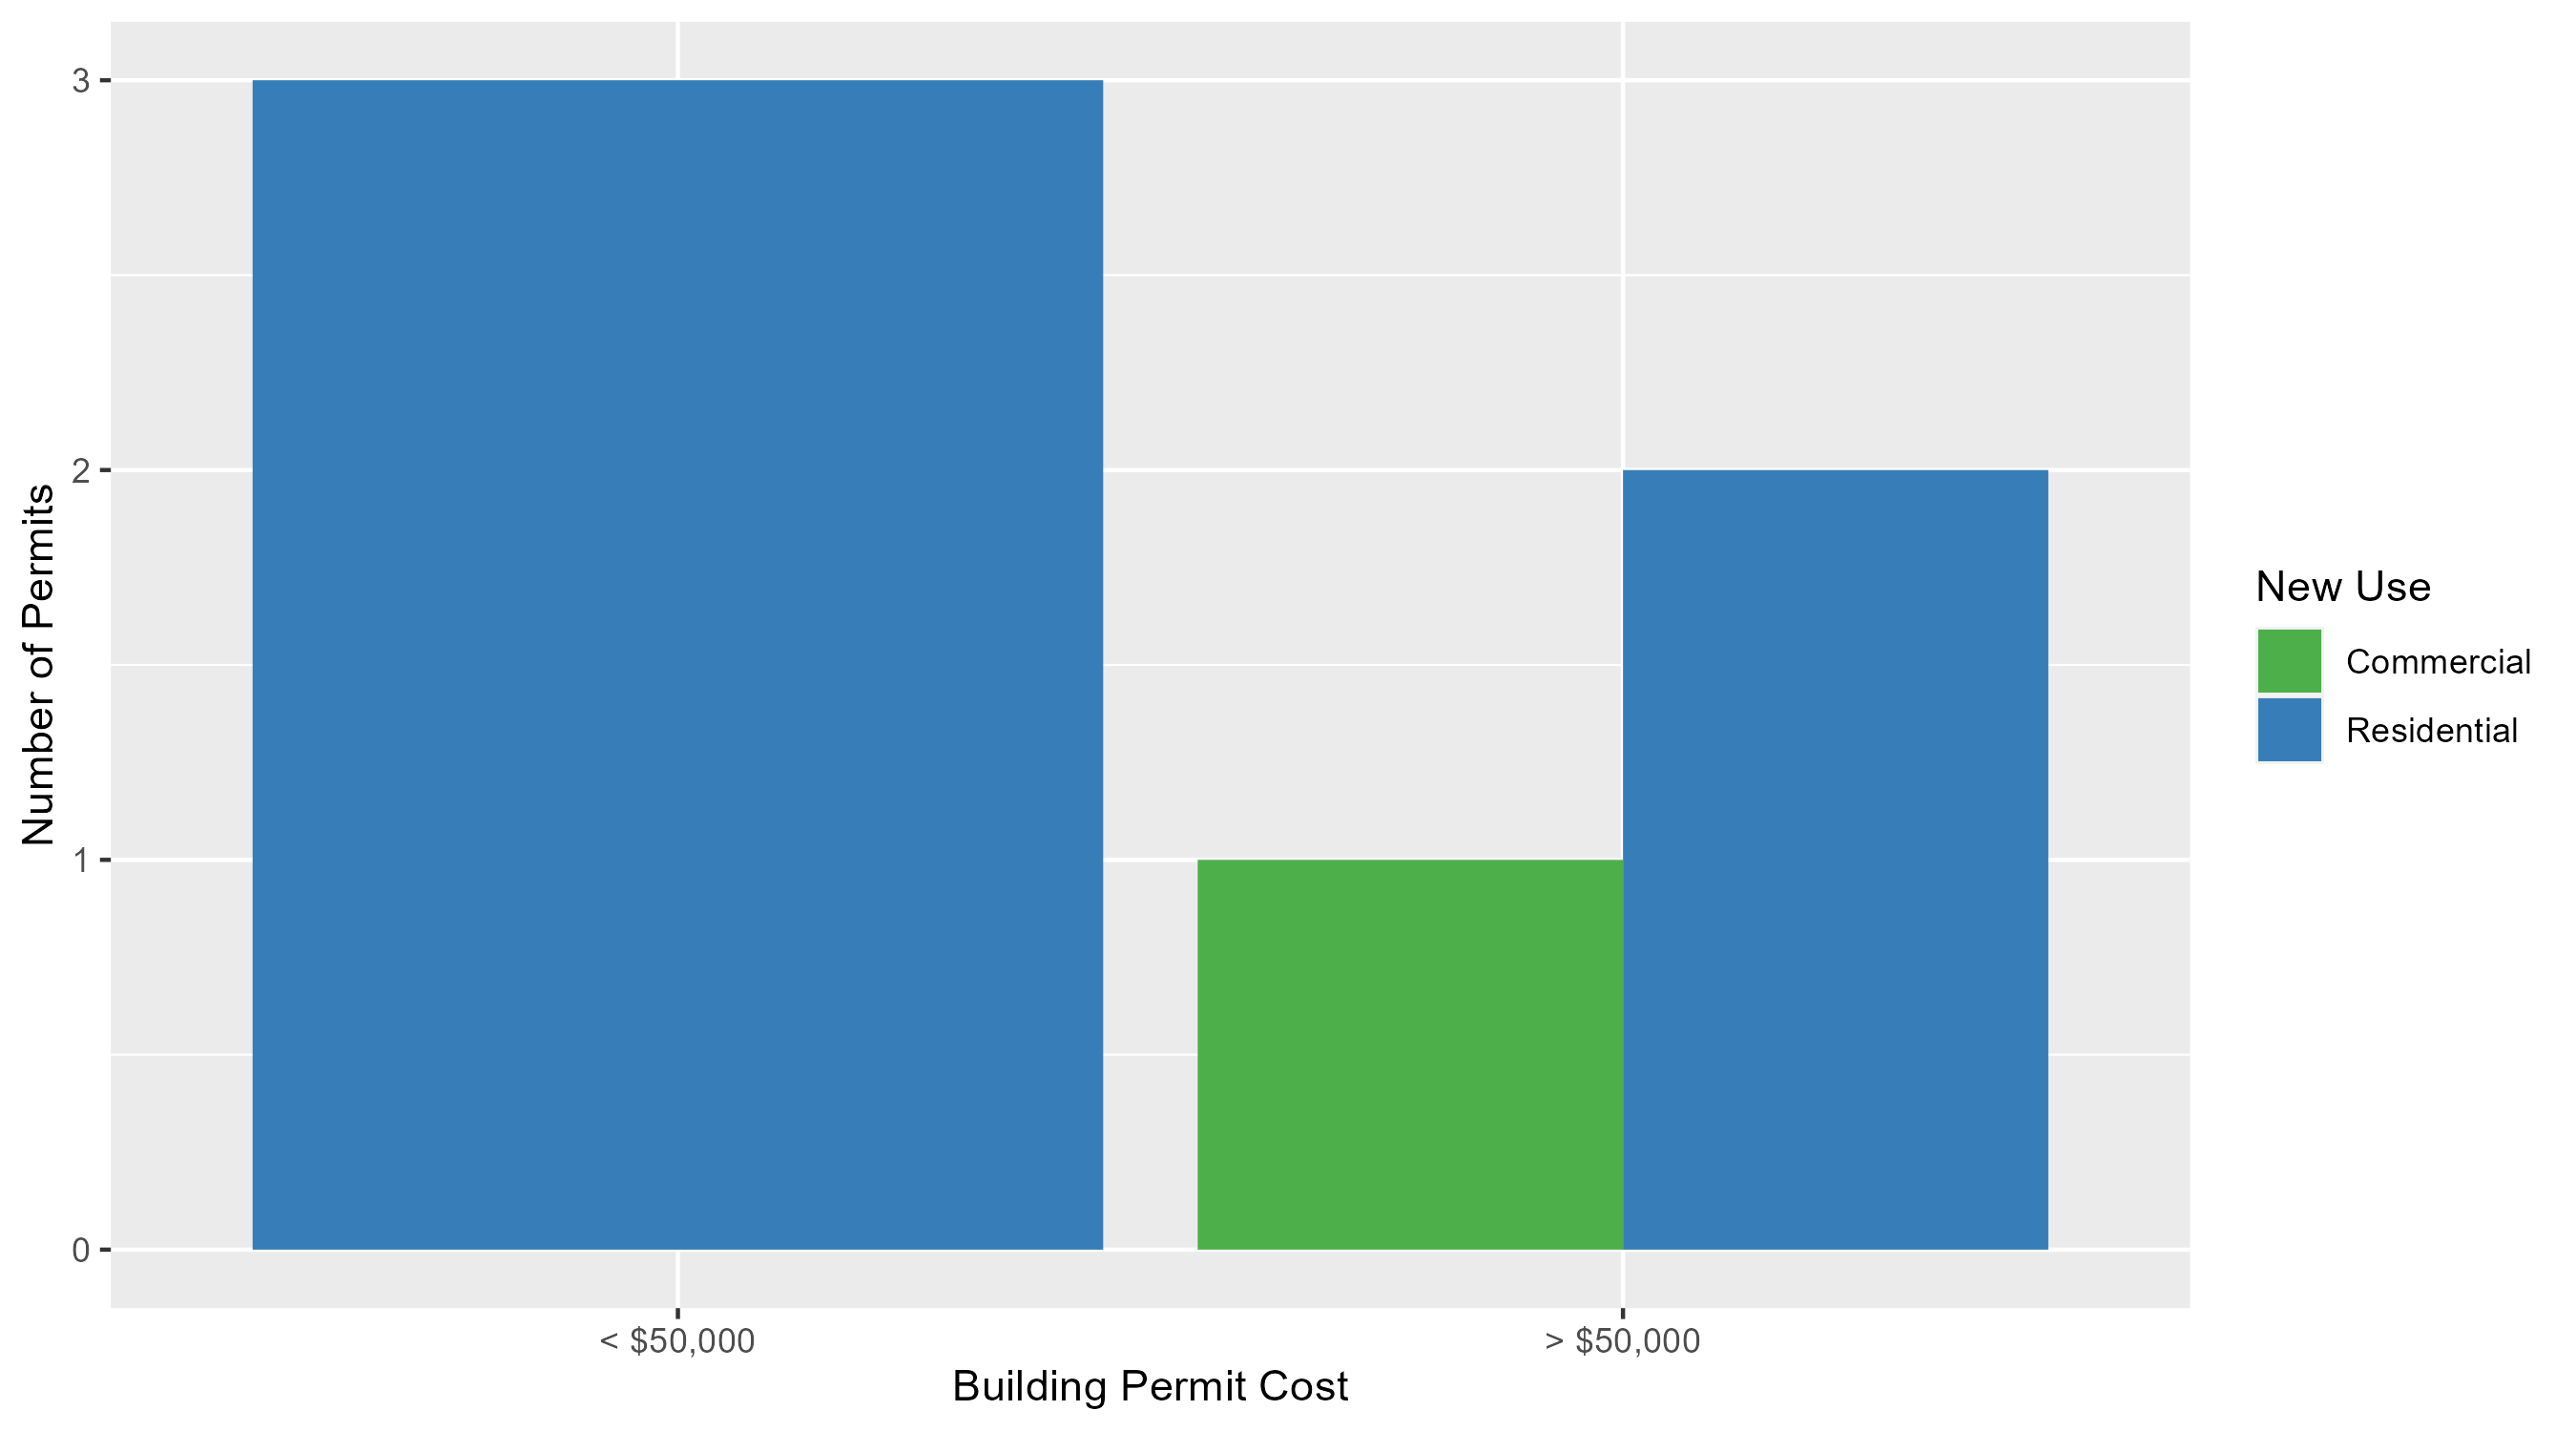 3
2
1
0
Number of Permits
< $50,000
> $50,000
Building Permit Cost
New Use
Commercial
Residential